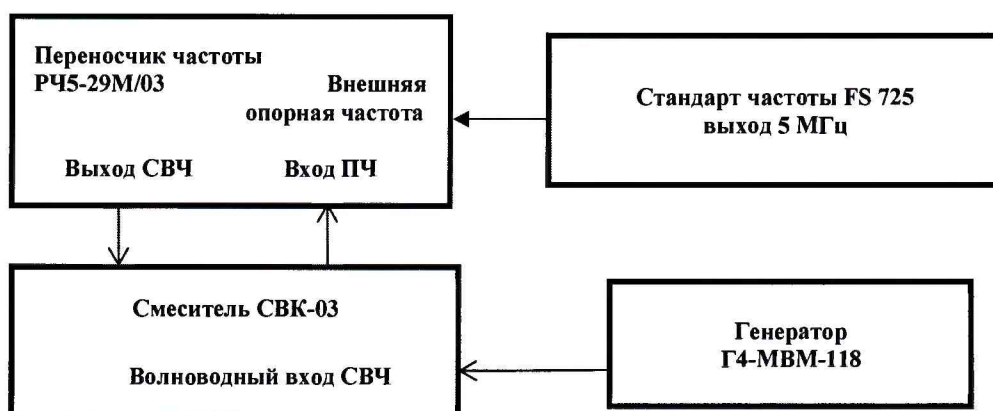 Переносчик частоты
РЧ5-29М/03
Внешняя
опорная частота
Выход СВЧ
Вход ПЧ
Стандарт частоты FS 725
выход 5 МГц
Смеситель СВК-03
Волноводный вход СВЧ
Генератор
Г4-МВМ-118